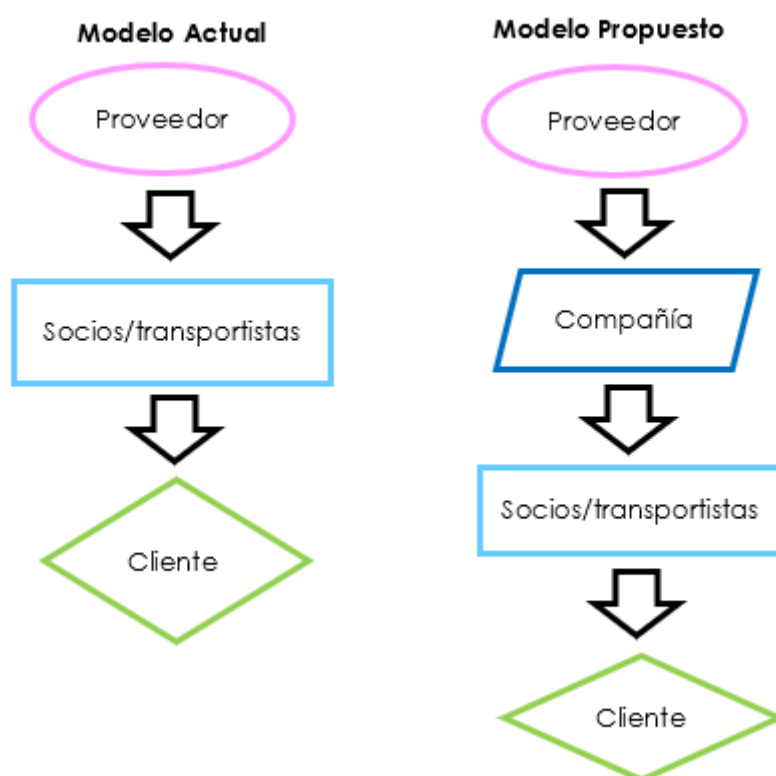 Modelo Actual
Proveedor
Socios/transportistas
Cliente
Modelo Propuesto
Proveedor
Compañía
Socios/transportistas
Cliente